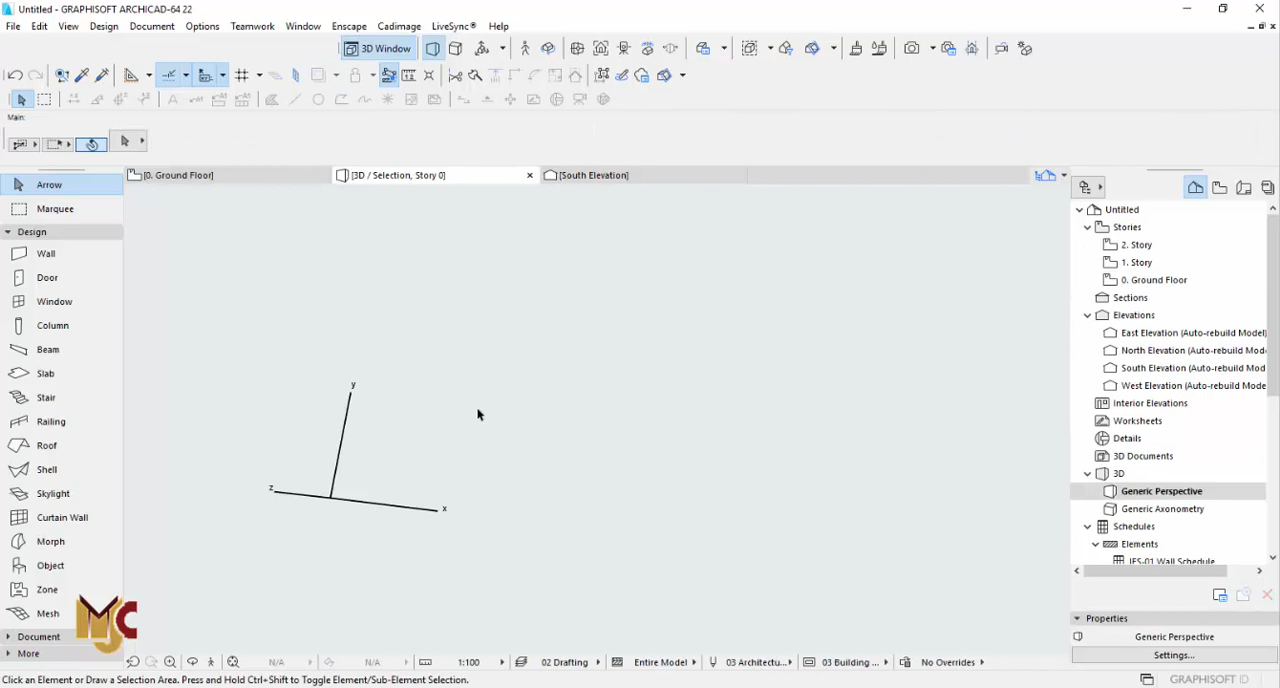 Untitled - GRAPHISOFT ARCHICAD-64 22
File Edit View Design Document Options Teamwork Window Enscape Cadimage LiveSync® Help
3D Window
Main:
[0. Ground Floor] [3D / Selection, Story 0] [South Elevation]
Arrow
Marquee
Design
Wall
Door
Window
Column
Beam
Slab
Stair
Railing
Roof
Shell
Skylight
Curtain Wall
Morph
Object
Zone
Mesh
Document
More
y
z
x
MJC
Untitled
Stories
2. Story
1. Story
0. Ground Floor
Sections
Elevations
East Elevation (Auto-rebuild Model)
North Elevation (Auto-rebuild Mod
South Elevation (Auto-rebuild Mod
West Elevation (Auto-rebuild Mode
Interior Elevations
Worksheets
Details
3D Documents
3D
Generic Perspective
Generic Axonometry
Schedules
Elements
IES-01 Wall Schedule
Properties
Generic Perspective
Settings...
N/A N/A 1:100 02 Drafting Entire Model 03 Architectu... 03 Building ... No Overrides
Click an Element or Draw a Selection Area. Press and Hold Ctrl+Shift to Toggle Element/Sub-Element Selection.
GRAPHISOFT ID